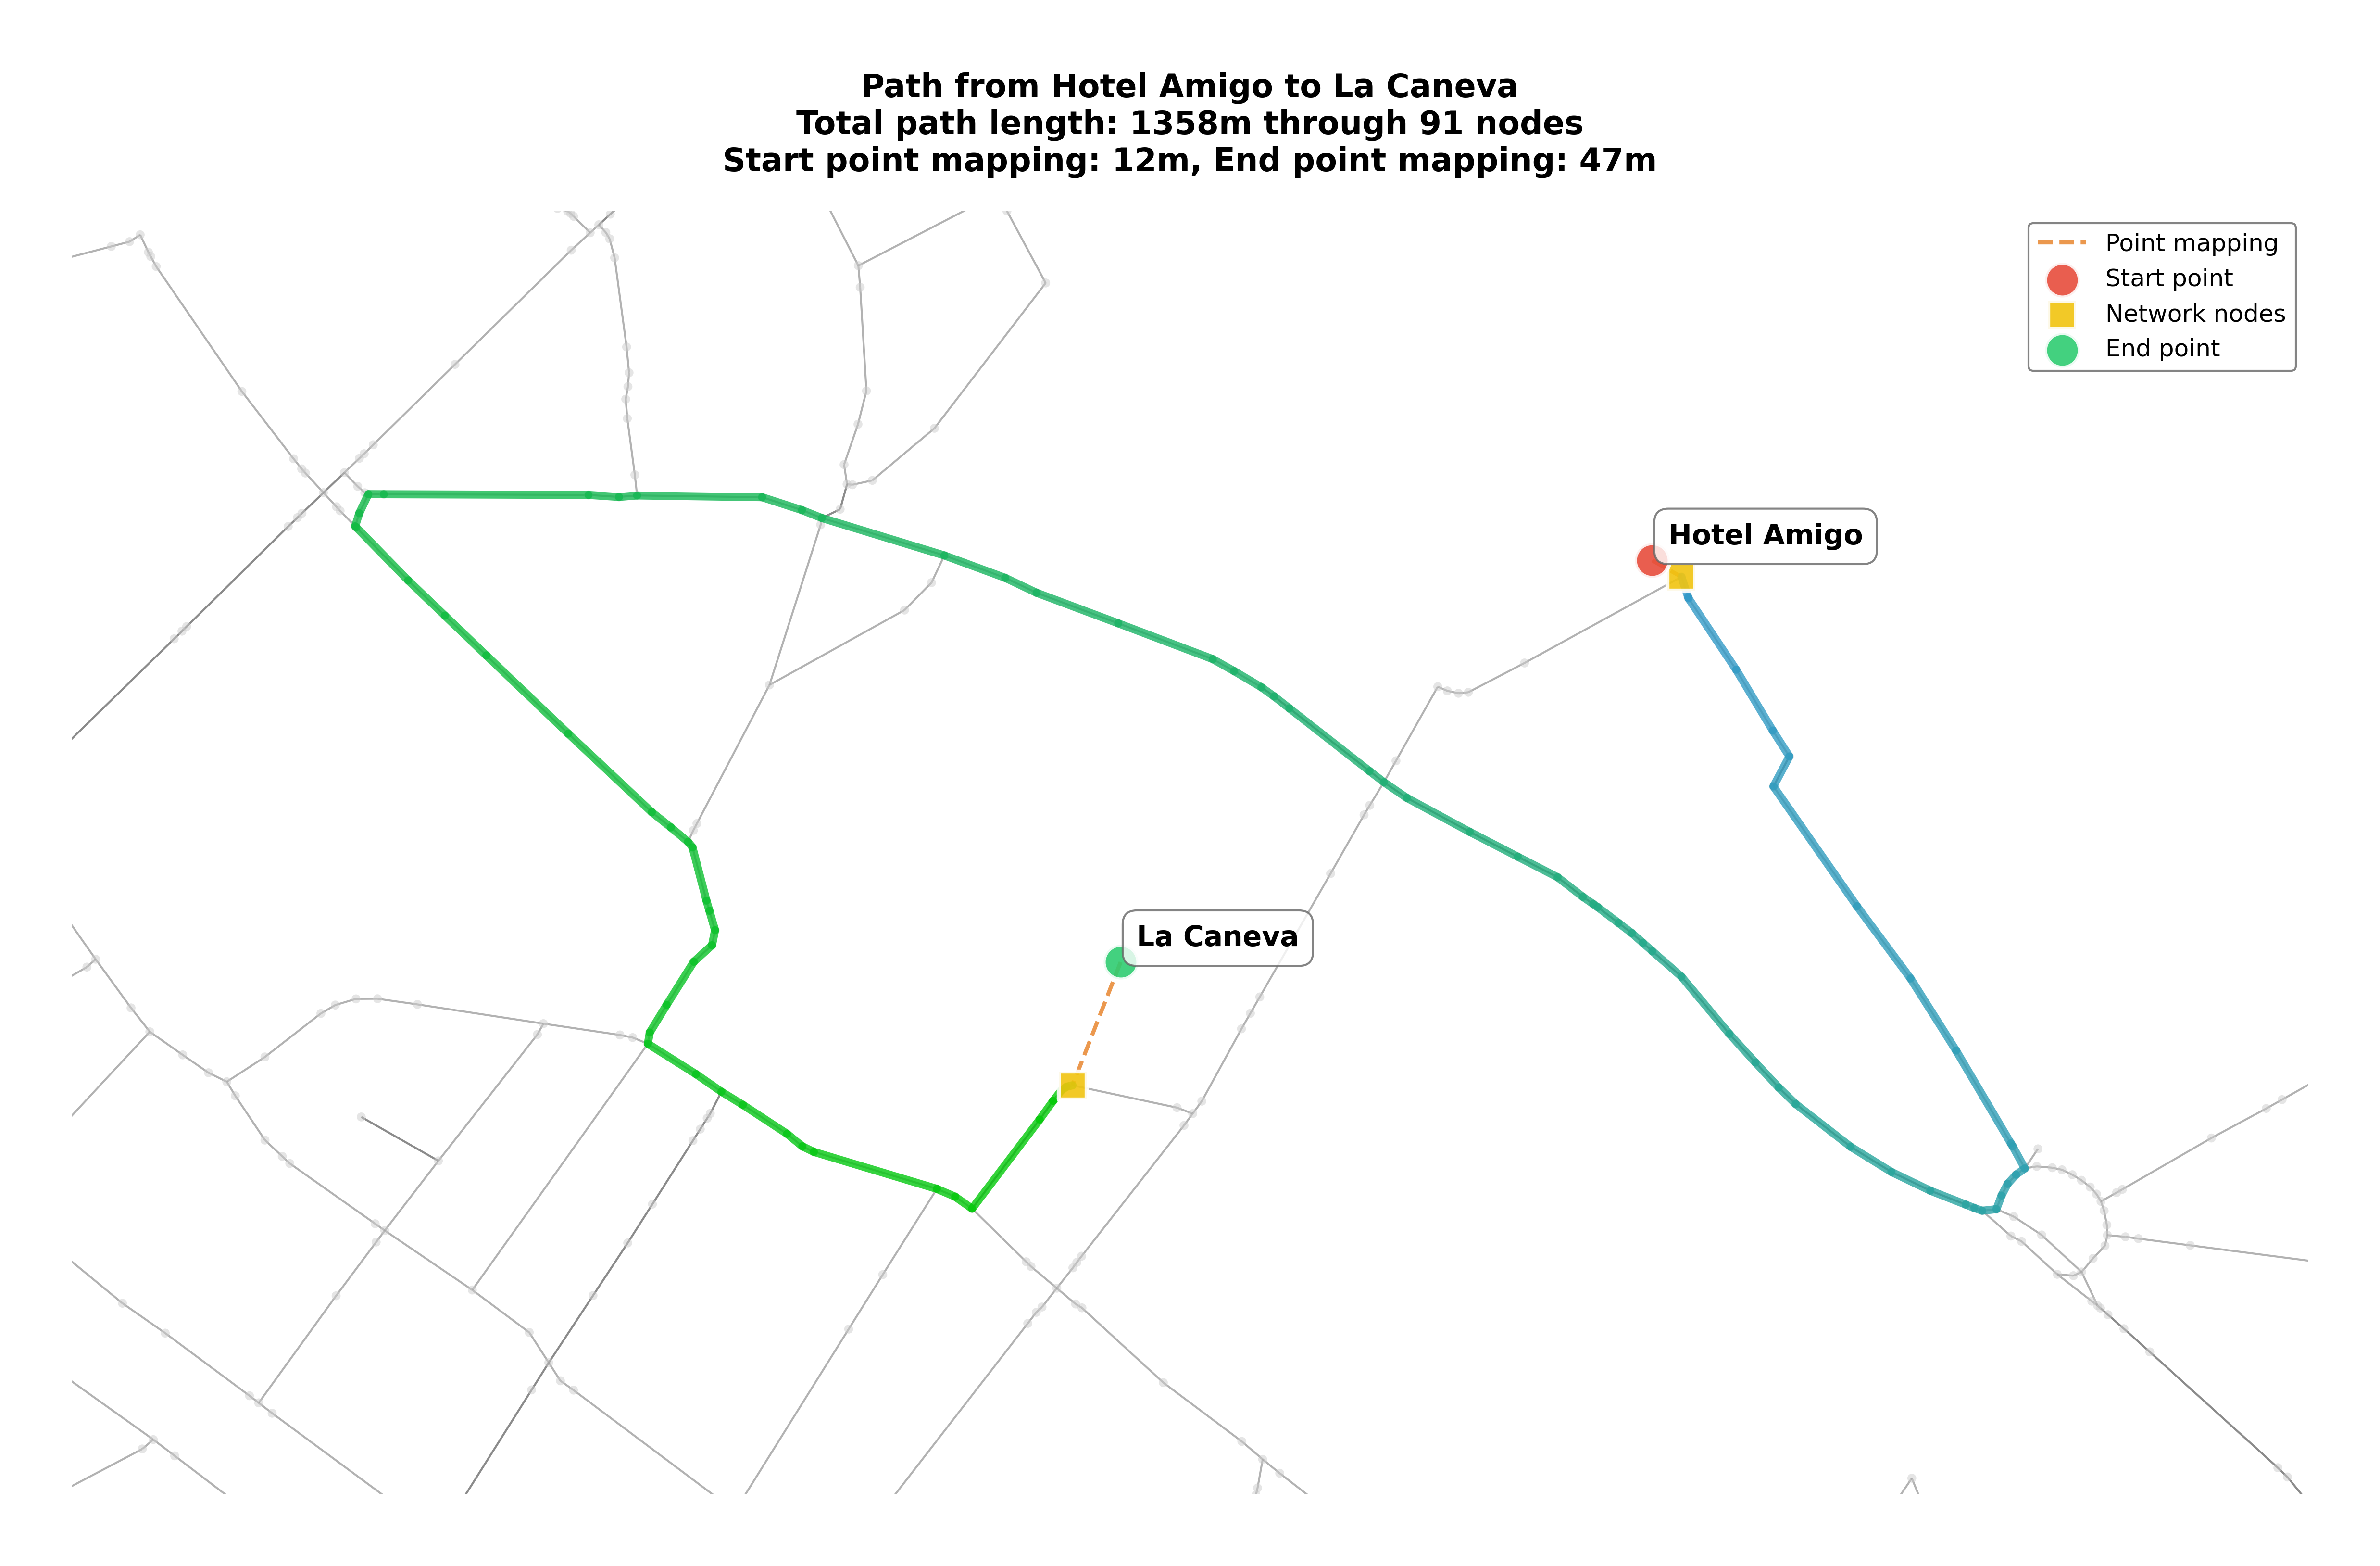 Path from Hotel Amigo to La Caneva
Total path length: 1358m through 91 nodes
Start point mapping: 12m, End point mapping: 47m
Point mapping
Start point
Network nodes
End point
Hotel Amigo
La Caneva